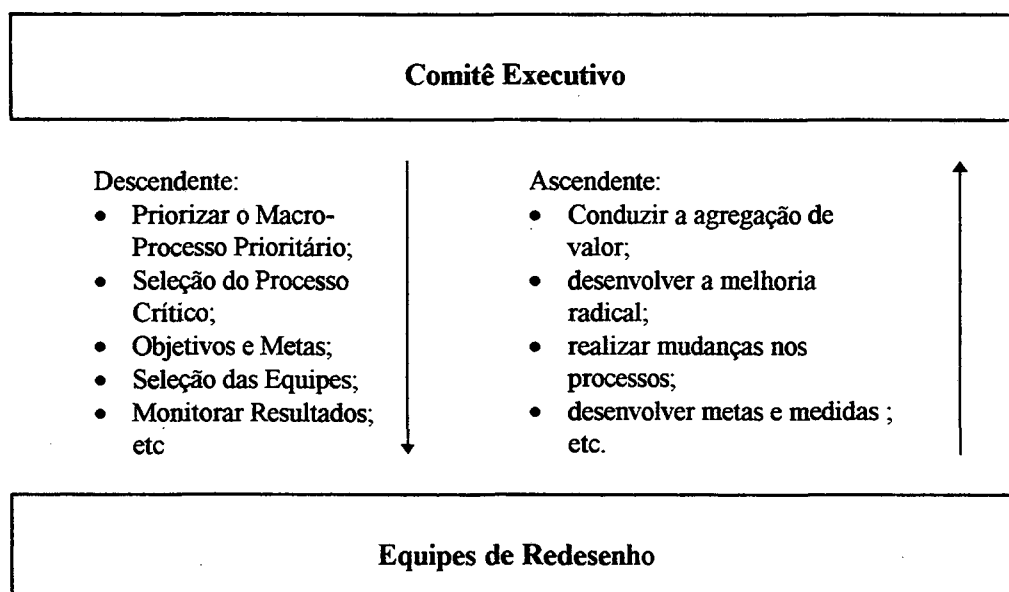 Comitê Executivo
Descendente:
• Priorizar o Macro-
Processo Prioritário;
• Seleção do Processo
Crítico;
• Objetivos e Metas;
• Seleção das Equipes;
• Monitorar Resultados;
etc
Ascendente:
• Conduzir a agregação de
valor;
• desenvolver a melhoria
radical;
• realizar mudanças nos
processos;
• desenvolver metas e medidas ;
etc.
Equipes de Redesenho